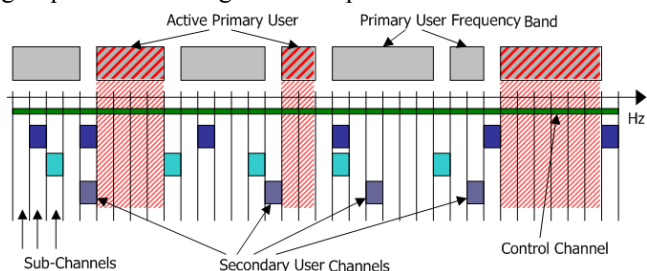 Active Primary User
Primary User Frequency Band
Hz
Sub-Channels
Secondary User Channels
Control Channel